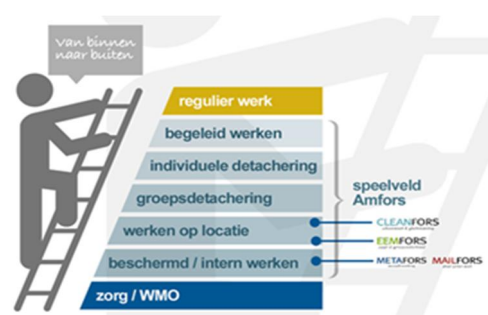 Van binnen
naar buiten
regulier werk
begeleid werken
individuele detachering
groepsdetachering
werken op locatie
beschermd / intern werken
zorg / WMO
speelveld
Amfors
CLEANFORS
EEMFORS
METAFORS MAILFORS